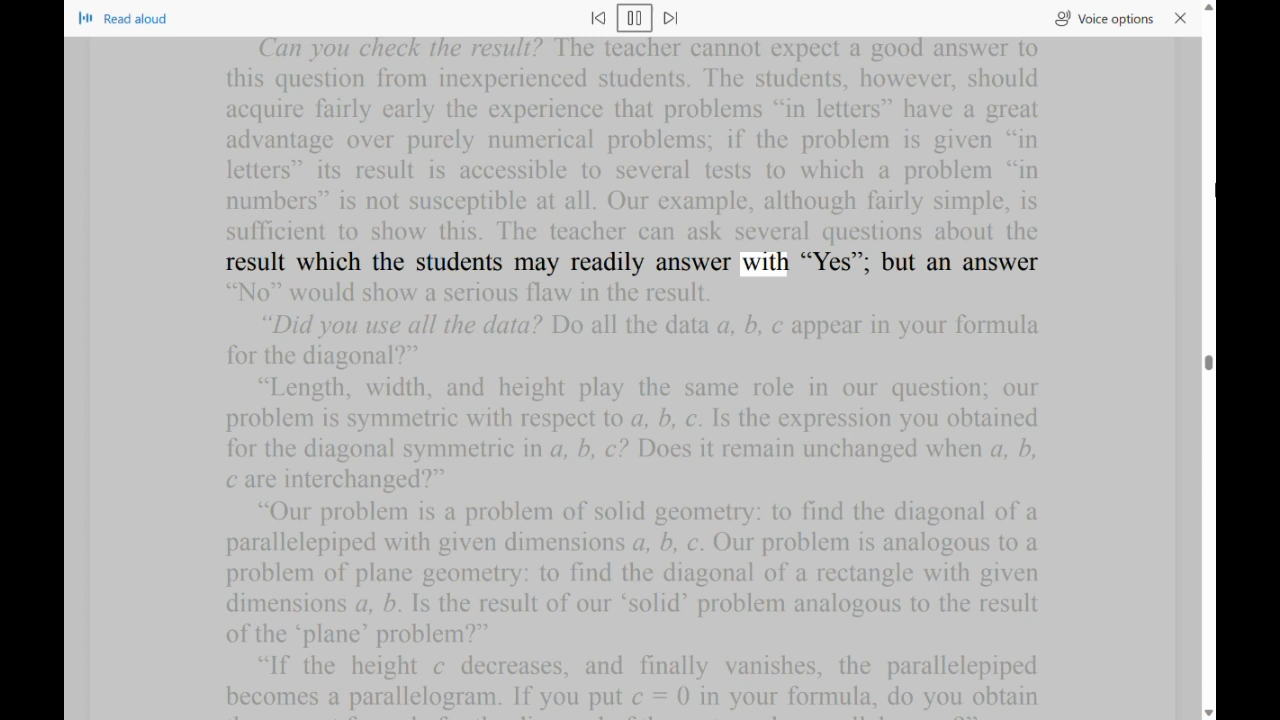 Read aloud
Voice options
Can you check the result? The teacher cannot expect a good answer to
this question from inexperienced students. The students, however, should
acquire fairly early the experience that problems “in letters” have a great
advantage over purely numerical problems; if the problem is given “in
letters” its result is accessible to several tests to which a problem “in
numbers” is not susceptible at all. Our example, although fairly simple, is
sufficient to show this. The teacher can ask several questions about the
result which the students may readily answer with “Yes”; but an answer
“No” would show a serious flaw in the result.
“Did you use all the data? Do all the data a, b, c appear in your formula
for the diagonal?”
“Length, width, and height play the same role in our question; our
problem is symmetric with respect to a, b, c. Is the expression you obtained
for the diagonal symmetric in a, b, c? Does it remain unchanged when a, b,
c are interchanged?”
“Our problem is a problem of solid geometry: to find the diagonal of a
parallelepiped with given dimensions a, b, c. Our problem is analogous to a
problem of plane geometry: to find the diagonal of a rectangle with given
dimensions a, b. Is the result of our ‘solid’ problem analogous to the result
of the ‘plane’ problem?”
“If the height c decreases, and finally vanishes, the parallelepiped
becomes a parallelogram. If you put c = 0 in your formula, do you obtain